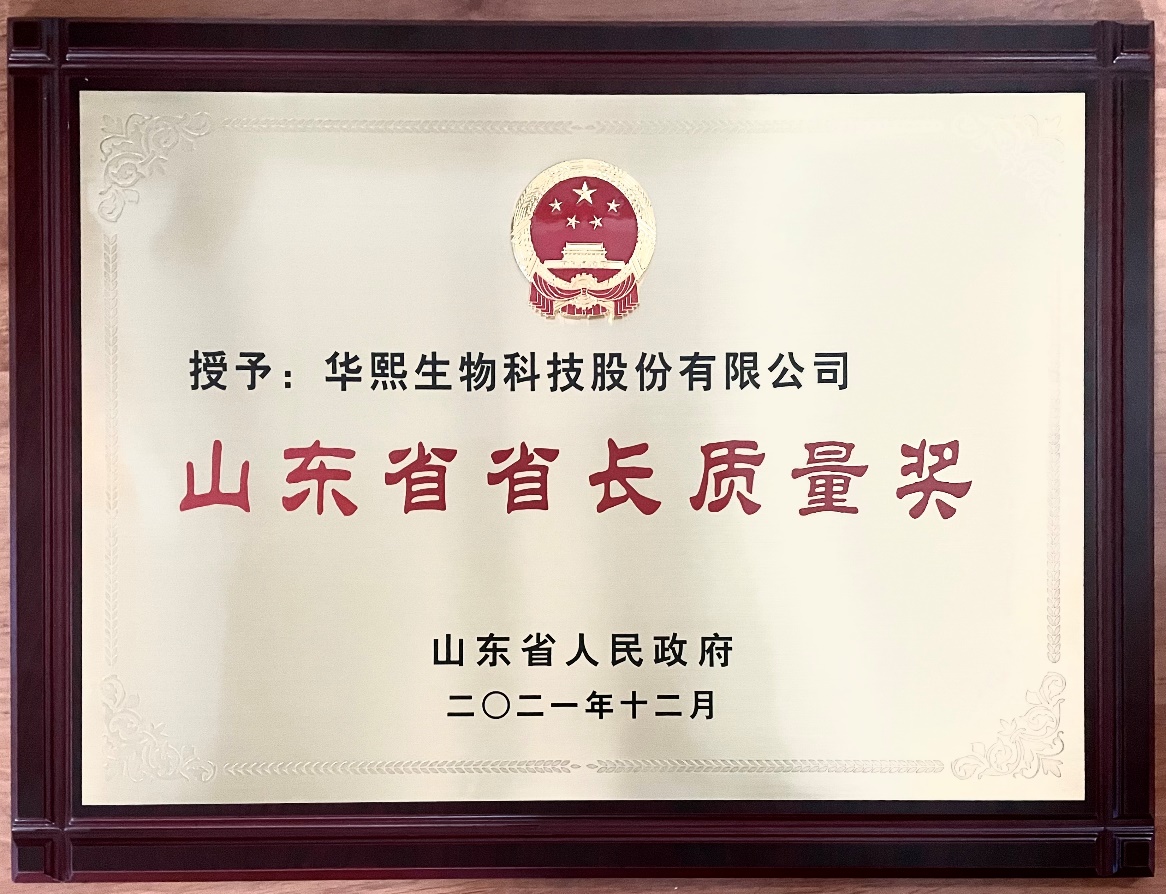 授予：华熙生物科技股份有限公司
山东省省长质量奖
山东省人民政府
二〇二一年十二月